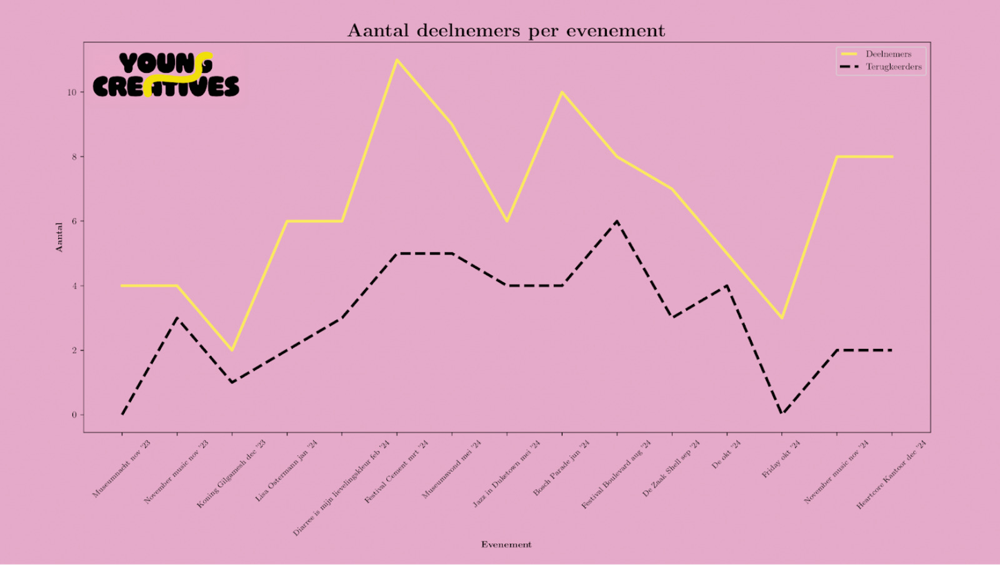 Aantal deelnemers per evenement
YOUNG
CREATIVES
Deelnemers
Terugkeerders
10
8
6
4
2
0
Aantal
Museumnacht nov '23
November music nov '23
Koning Gilgamesh dec '23
Lisa Ostermann jan '24
Diarree is mijn lievelingskleur feb '24
Festival Cement mrt '24
Museumavond mei '24
Jazz in Duketown mei '24
Bosch Parade jun '24
Festival Boulevard aug '24
De Zaak Shell sep '24
De okt '24
Friday okt '24
November music nov '24
Heartcore Kantoor dec '24
Evenement